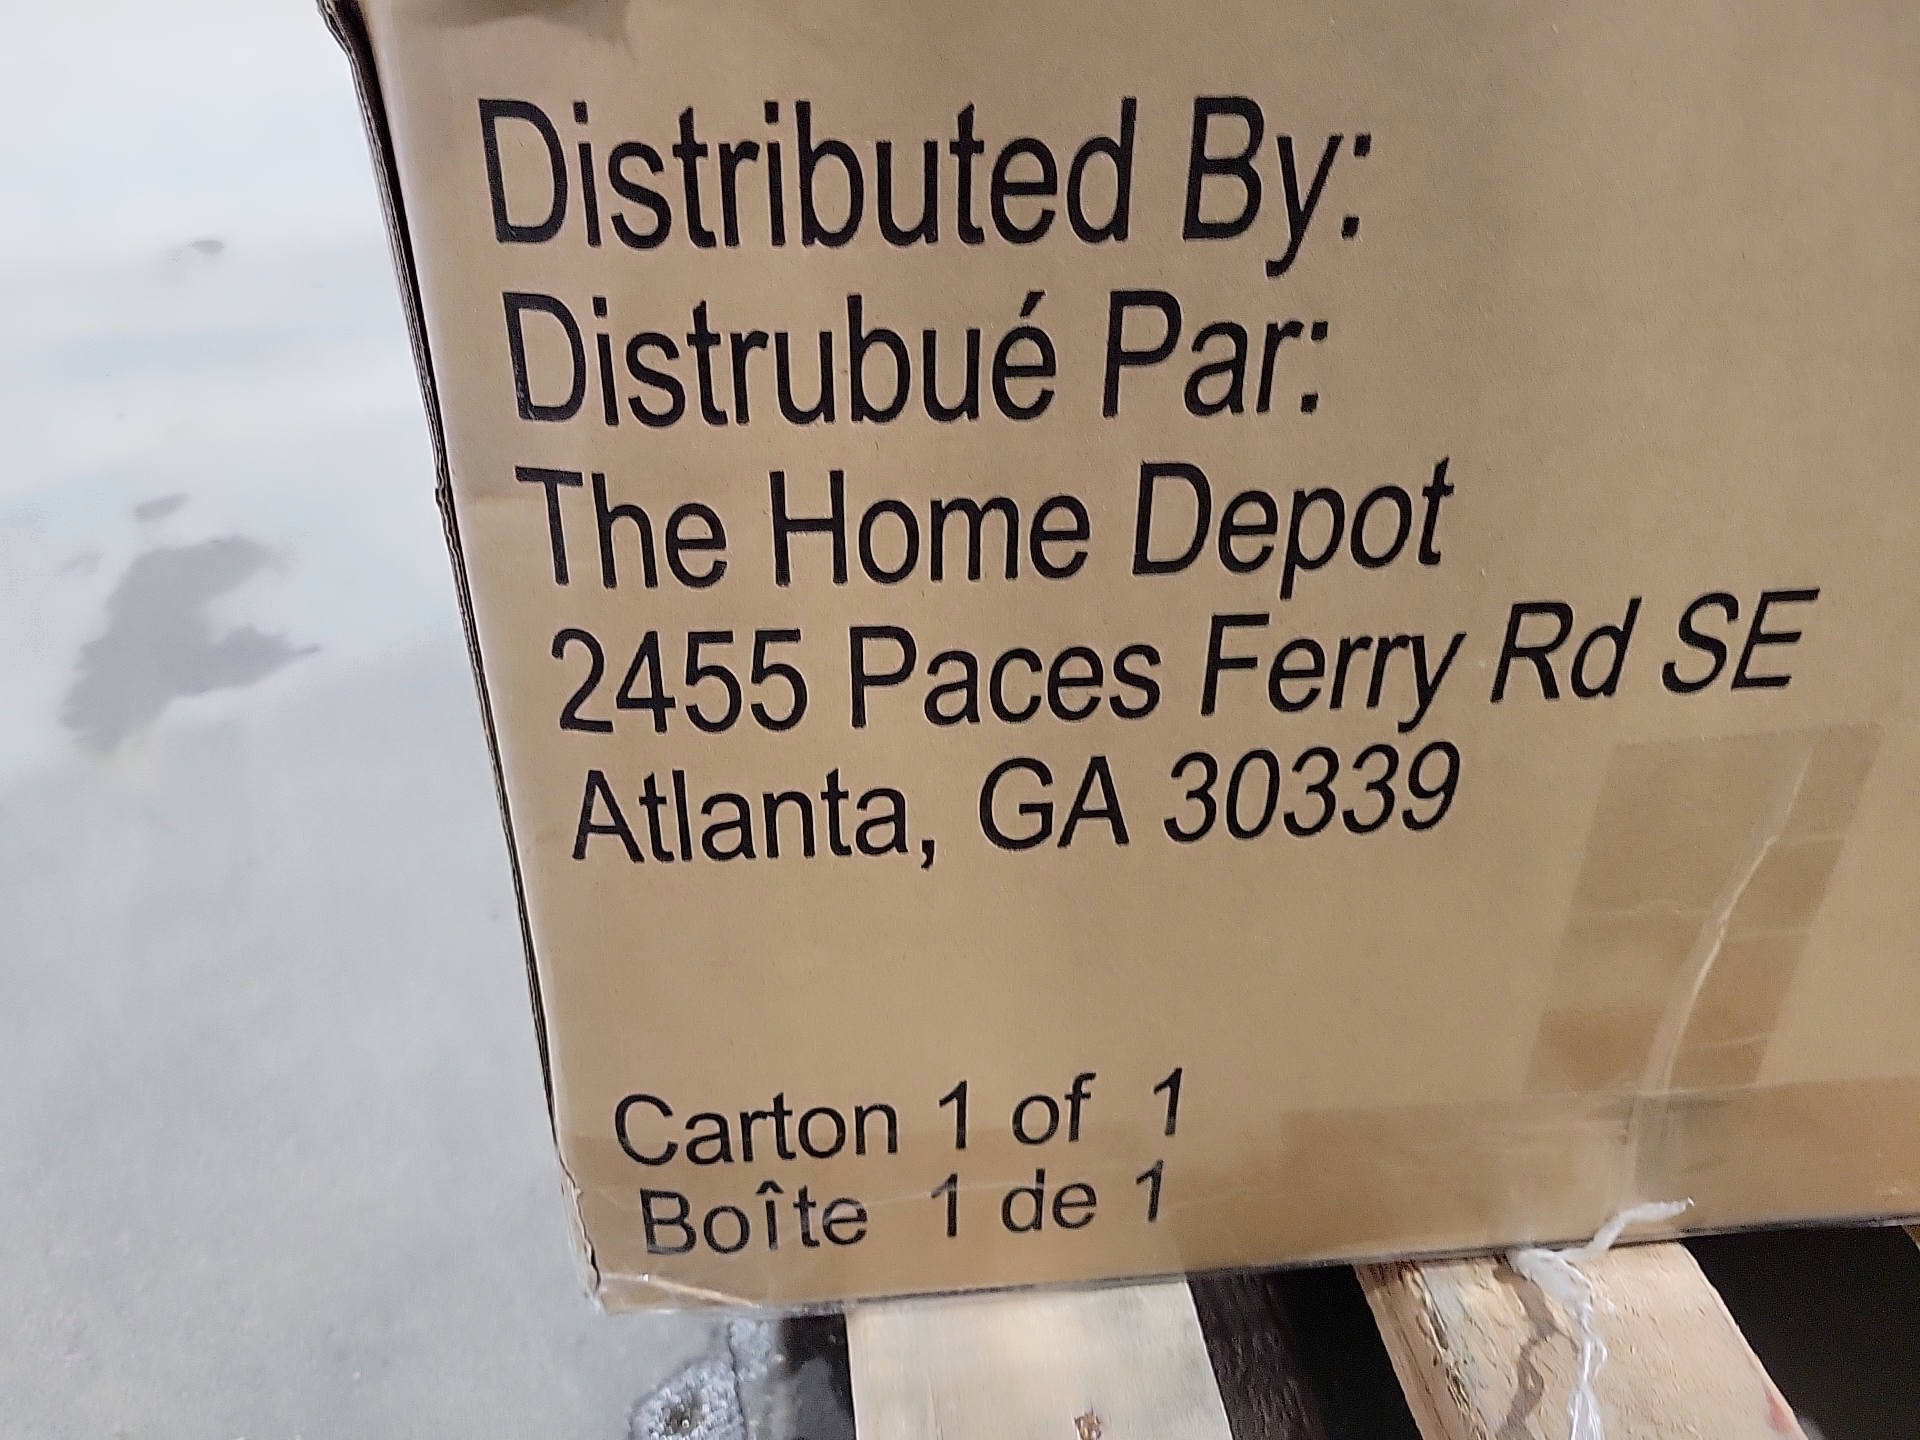 Distributed By:
Distrubué Par:
The Home Depot
2455 Paces Ferry Rd SE
Atlanta, GA 30339
Carton 1 of 1
Boîte 1 de 1